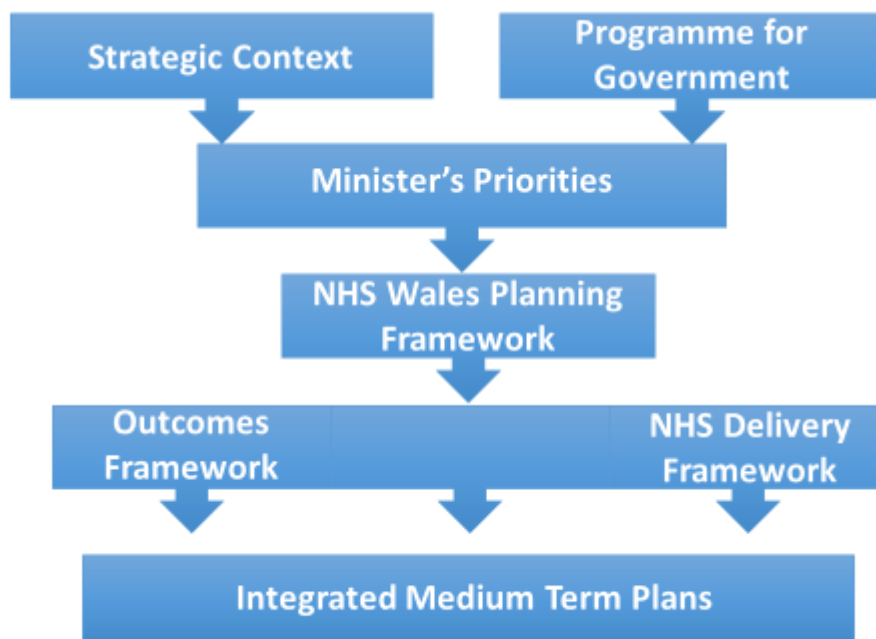 Strategic Context
Programme for
Government
Minister's Priorities
NHS Wales Planning
Framework
Outcomes
Framework
NHS Delivery
Framework
Integrated Medium Term Plans